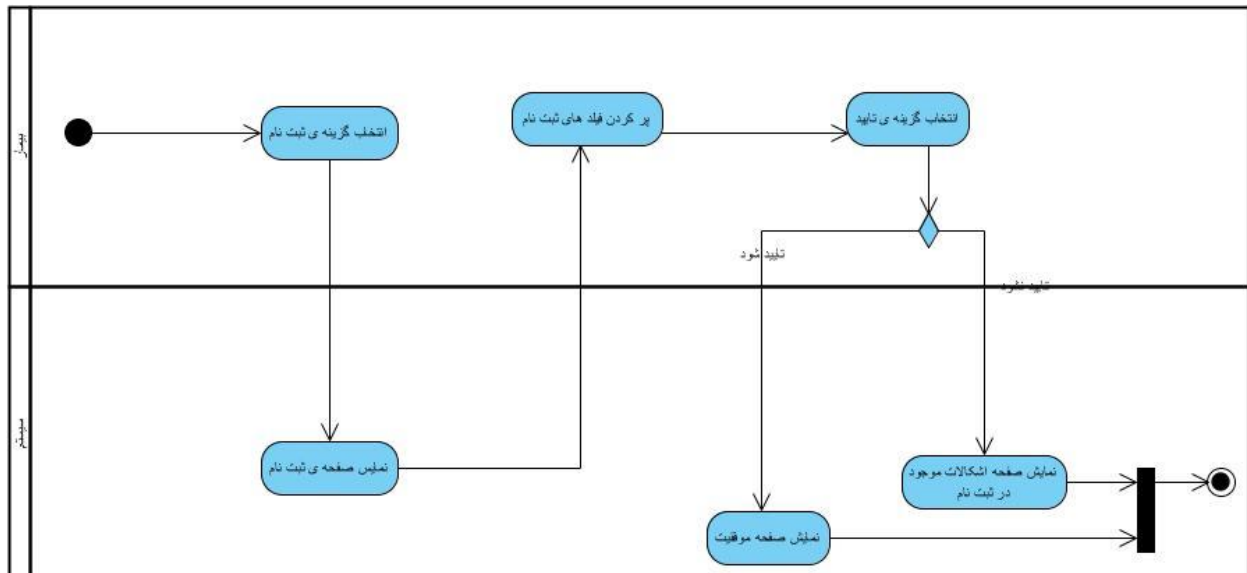 بیمار
انتخاب گزینه ی ثبت نام
پر کردن فیلد های ثبت نام
انتخاب گزینه ی تایید
تایید شود
تایید نشود
سیستم
نمایش صفحه ی ثبت نام
نمایش صفحه اشکالات موجود
در ثبت نام
نمایش صفحه موفقیت